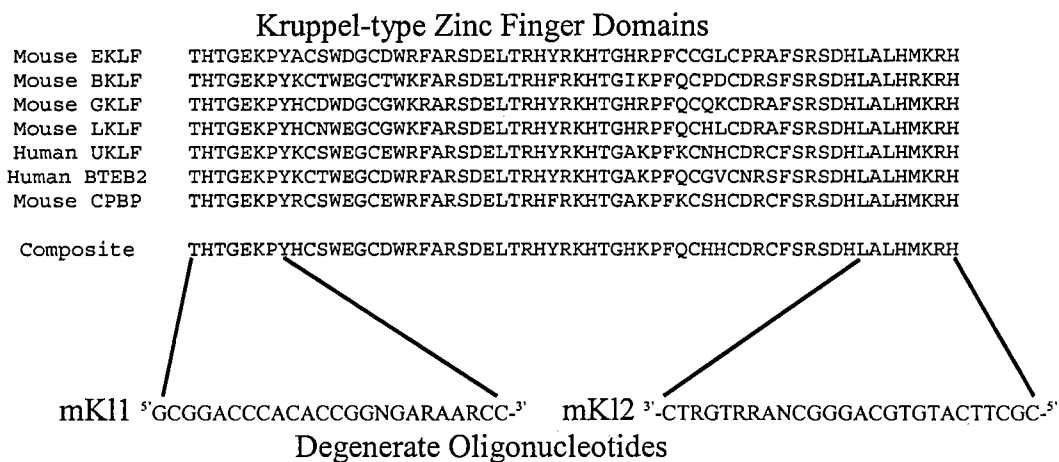 Kruppel-type Zinc Finger Domains
Mouse EKLF THTGEKPYACSWDGCDWRFARSDELTRHYRKHTGHRPFCCGLCPRAFSRSDHLALHMKRH
Mouse BKLF THTGEKPYKCTWEGCTWKFARSDELTRHFRKHTGIKPFQCPDCDRSFSRSDHLALHRKRH
Mouse GKLF THTGEKPYHCDWDGCGWKRARSDELTRHYRKHTGHRPFQCQKCDRAFSRSDHLALHMKRH
Mouse LKLF THTGEKPYHCNWEGCGWKFARSDELTRHYRKHTGHRPFQCHLCDRAFSRSDHLALHMKRH
Human UKLF THTGEKPYKCSWEGCEWRFARSDELTRHYRKHTGAKPFKCNHCDRCFSRSDHLALHMKRH
Human BTEB2 THTGEKPYKCTWEGCDWRFARSDELTRHYRKHTGAKPFQCGVCNRSFSRSDHLALHMKRH
Mouse CPBP THTGEKPYRCSWEGCEWRFARSDELTRHFRKHTGAKPFKCSHCDRCFSRSDHLALHMKRH
Composite THTGEKPYHCSWEGCDWRFARSDELTRHYRKHTGHKPFQCHHCDRCFSRSDHLALHMKRH
mKl1 5'GCGGACCCACACCGGNGARAARCC-3' mKl2 3'-CTRGTRRANCGGGACGTGTACTTCGC-5'
Degenerate Oligonucleotides